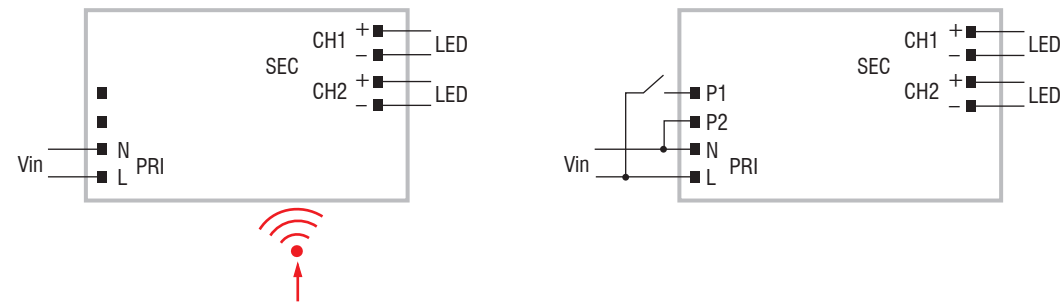 CH1 + LED
–
SEC
CH2 + LED
–
N
Vin PRI
L
CH1 + LED
–
SEC
CH2 + LED
–
P1
P2
N
Vin PRI
L